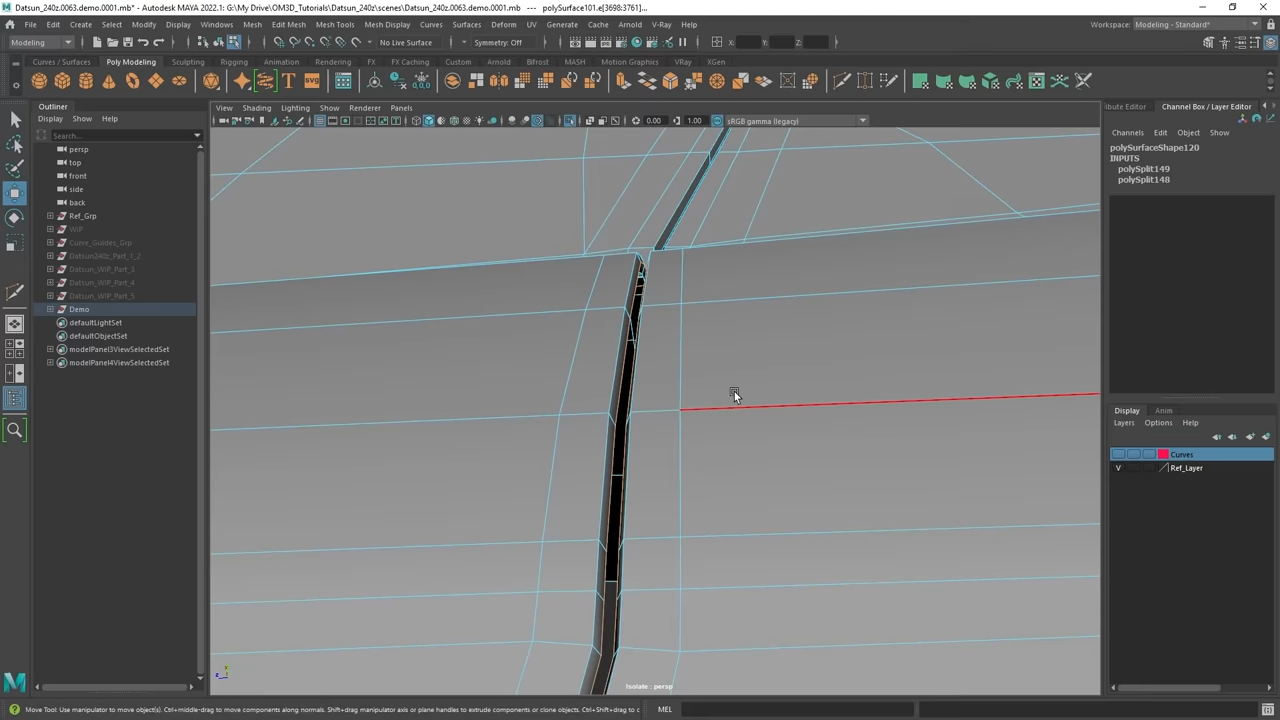 Datsun_240z.0063.demo.0001.mb* - Autodesk MAYA 2022.1: G:\My Drive\OM3D_Tutorials\Datsun_240z\scenes\Datsun_240z.0063.demo.0001.mb --- polySurface101.e[3698:3761]...
File Edit Create Select Modify Display Windows Mesh Edit Mesh Mesh Tools Mesh Display Curves Surfaces Deform UV Generate Cache Arnold V-Ray Help
Workspace: Modeling - Standard*
Modeling No Live Surface Symmetry: Off X: Y: Z:
Curves / Surfaces Poly Modeling Sculpting Rigging Animation Rendering FX FX Caching Custom Arnold Bifrost MASH Motion Graphics VRay XGen
Outliner
Display Show Help
Search...
persp
top
front
side
back
Ref_Grp
WIP
Curve_Guides_Grp
Datsun240z_Part_1_2
Datsun_WIP_Part_3
Datsun_WIP_Part_4
Datsun_WIP_Part_5
Demo
defaultLightSet
defaultObjectSet
modelPanel3ViewSelectedSet
modelPanel4ViewSelectedSet
View Shading Lighting Show Renderer Panels
0.00 1.00 sRGB gamma (legacy)
Isolate : persp
bute Editor Channel Box / Layer Editor
Channels Edit Object Show
polySurfaceShape120
INPUTS
polySplit149
polySplit148
Display Anim
Layers Options Help
Curves
V Ref_Layer
Move Tool: Use manipulator to move object(s). Ctrl+middle-drag to move components along normals. Shift+drag manipulator axis or plane handles to extrude components or clone objects. Ctrl+Shift+drag to c
MEL